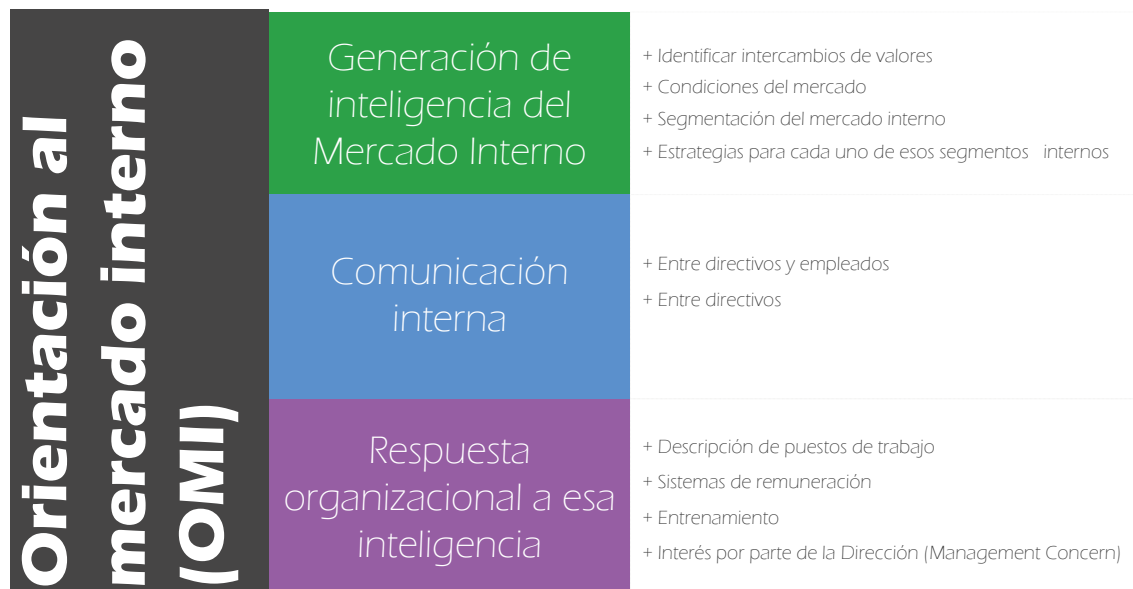 Orientación al
mercado interno
(OMI)
Generación de
inteligencia del
Mercado Interno
+ Identificar intercambios de valores
+ Condiciones del mercado
+ Segmentación del mercado interno
+ Estrategias para cada uno de esos segmentos internos
Comunicación
interna
+ Entre directivos y empleados
+ Entre directivos
Respuesta
organizacional a esa
inteligencia
+ Descripción de puestos de trabajo
+ Sistemas de remuneración
+ Entrenamiento
+ Interés por parte de la Dirección (Management Concern)